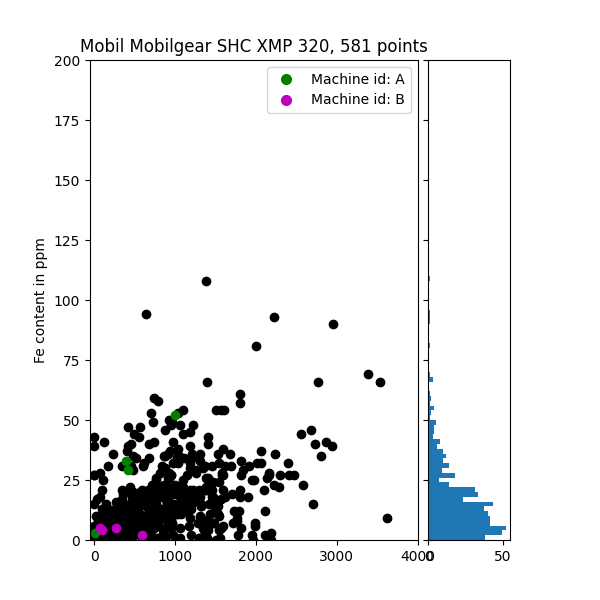 Mobil Mobilgear SHC XMP 320, 581 points
Machine id: A
Machine id: B
Fe content in ppm
200
175
150
125
100
75
50
25
0
0 1000 2000 3000 4000
0 50